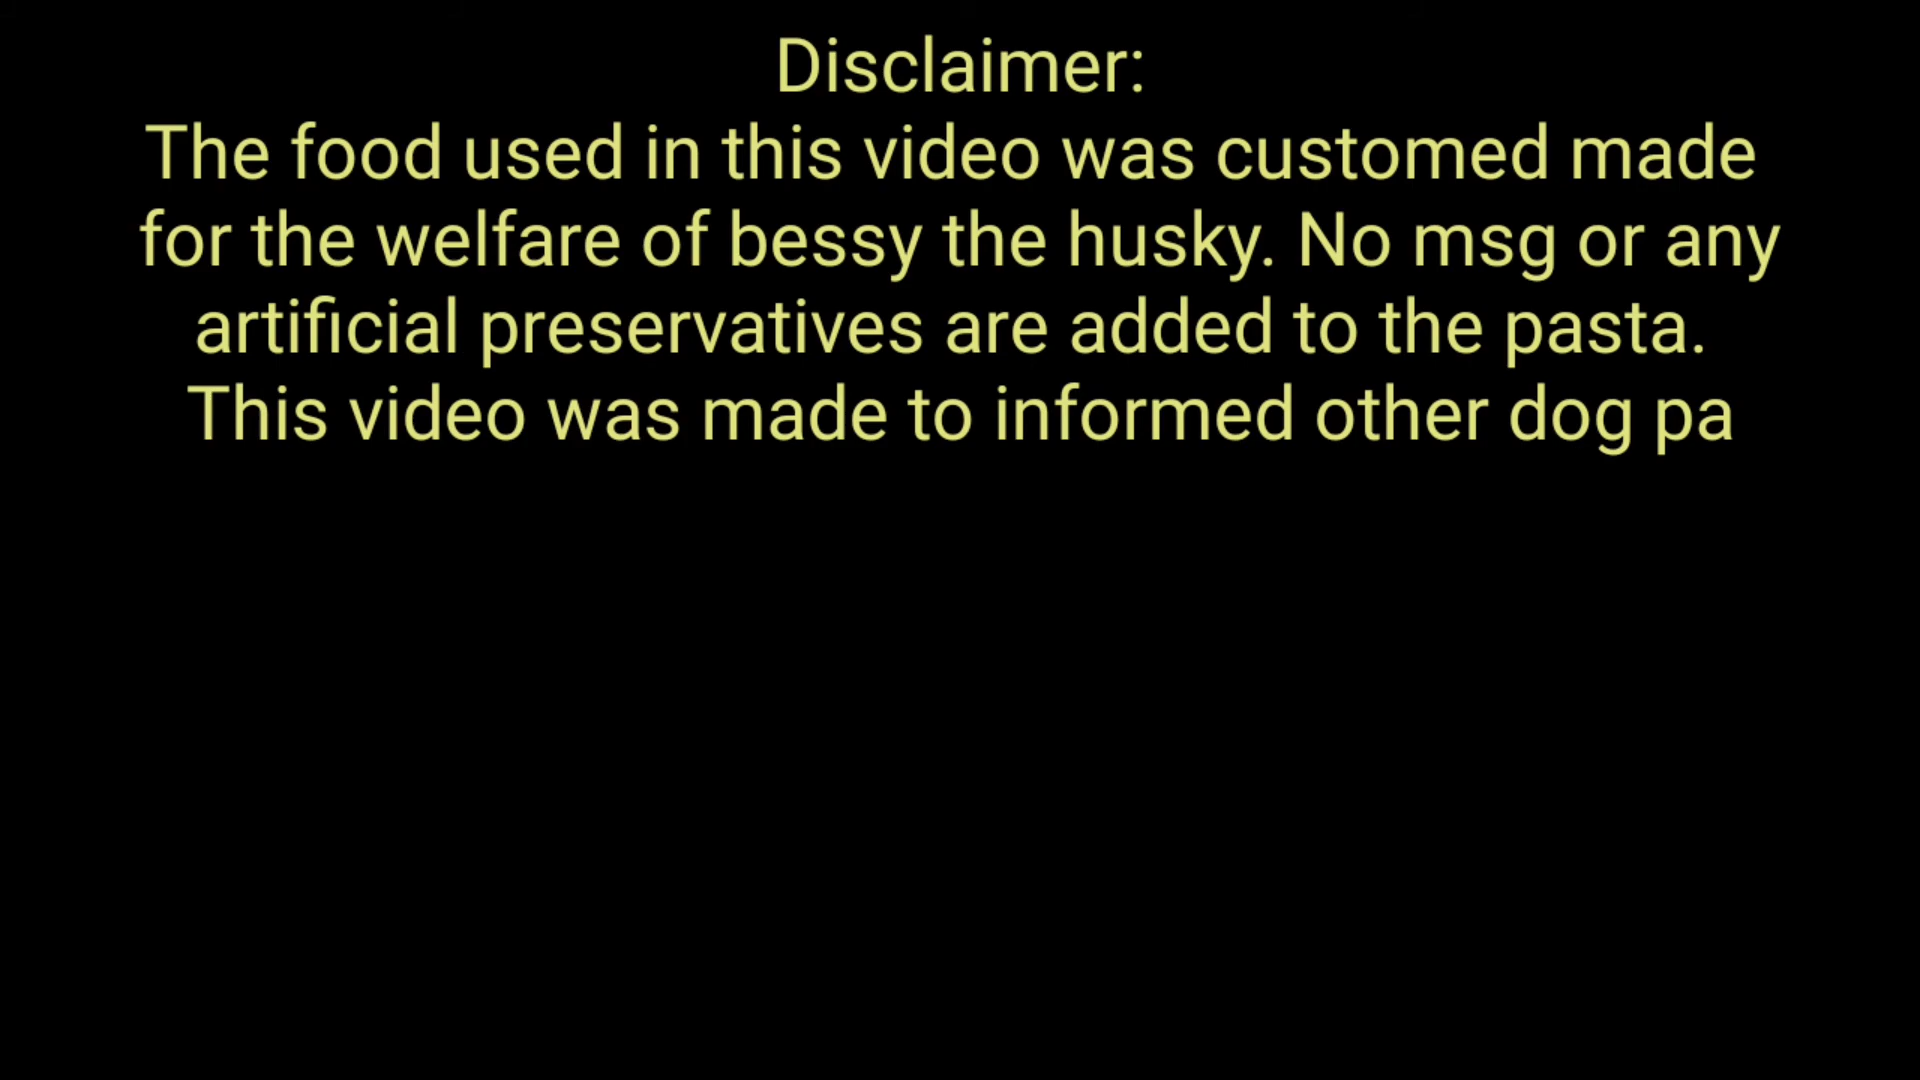 Disclaimer:
The food used in this video was customed made
for the welfare of bessy the husky. No msg or any
artificial preservatives are added to the pasta.
This video was made to informed other dog pa